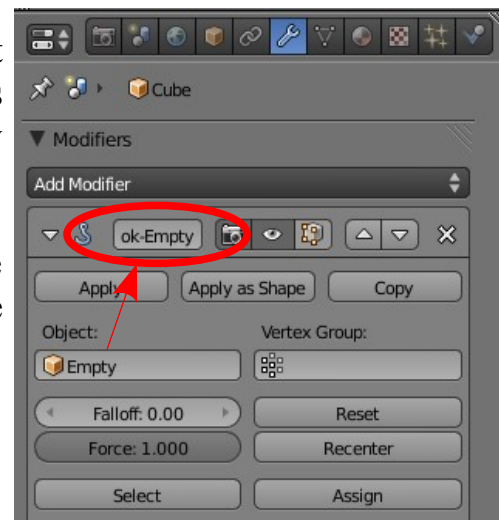 Cube
Modifiers
Add Modifier
ok-Empty
Apply Apply as Shape Copy
Object: Vertex Group:
Empty
Falloff: 0.00 Reset
Force: 1.000 Recenter
Select Assign